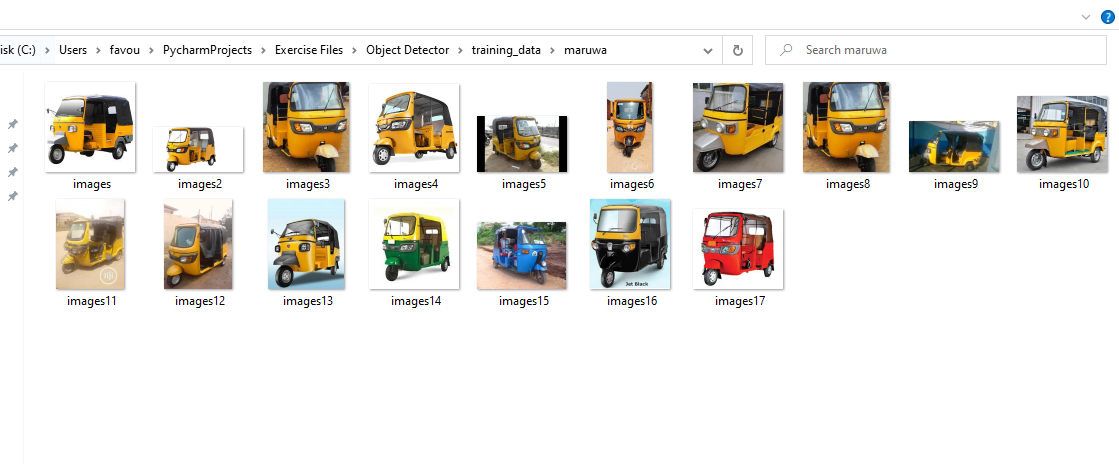 isk (C:) > Users > favou > PycharmProjects > Exercise Files > Object Detector > training_data > maruwa
Search maruwa
images images2 images3 images4 images5 images6 images7 images8 images9 images10
Jet Black
images11 images12 images13 images14 images15 images16 images17